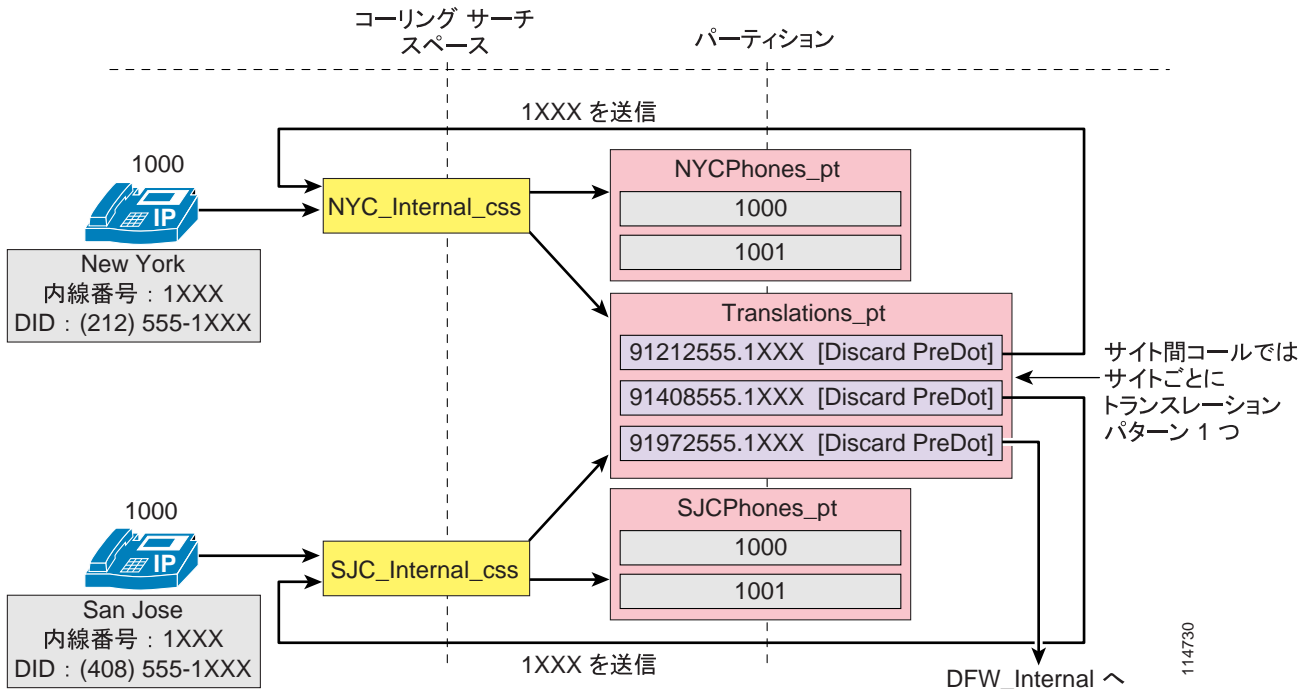 コーリング サーチ
スペース
パーティション
1XXX を送信
1000
IP
New York
内線番号：1XXX
DID：(212) 555-1XXX
NYC_Internal_css
NYCPhones_pt
1000
1001
Translations_pt
91212555.1XXX [Discard PreDot]
91408555.1XXX [Discard PreDot]
91972555.1XXX [Discard PreDot]
サイト間コールでは
サイトごとに
トランスレーション
パターン 1 つ
1000
IP
San Jose
内線番号：1XXX
DID：(408) 555-1XXX
SJC_Internal_css
SJCPhones_pt
1000
1001
1XXX を送信
DFW_Internal へ
114730